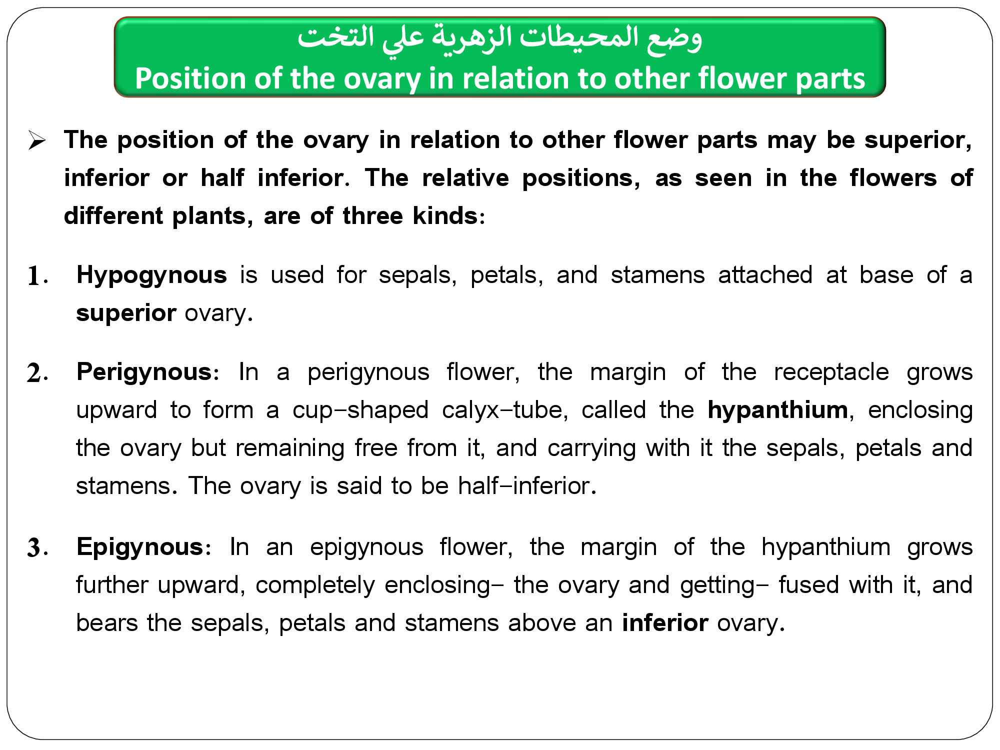 وضع المحيطات الزهرية علي التخت
Position of the ovary in relation to other flower parts
➢ The position of the ovary in relation to other flower parts may be superior,
inferior or half inferior. The relative positions, as seen in the flowers of
different plants, are of three kinds:
1. Hypogynous is used for sepals, petals, and stamens attached at base of a
superior ovary.
2. Perigynous: In a perigynous flower, the margin of the receptacle grows
upward to form a cup-shaped calyx-tube, called the hypanthium, enclosing
the ovary but remaining free from it, and carrying with it the sepals, petals and
stamens. The ovary is said to be half-inferior.
3. Epigynous: In an epigynous flower, the margin of the hypanthium grows
further upward, completely enclosing- the ovary and getting- fused with it, and
bears the sepals, petals and stamens above an inferior ovary.